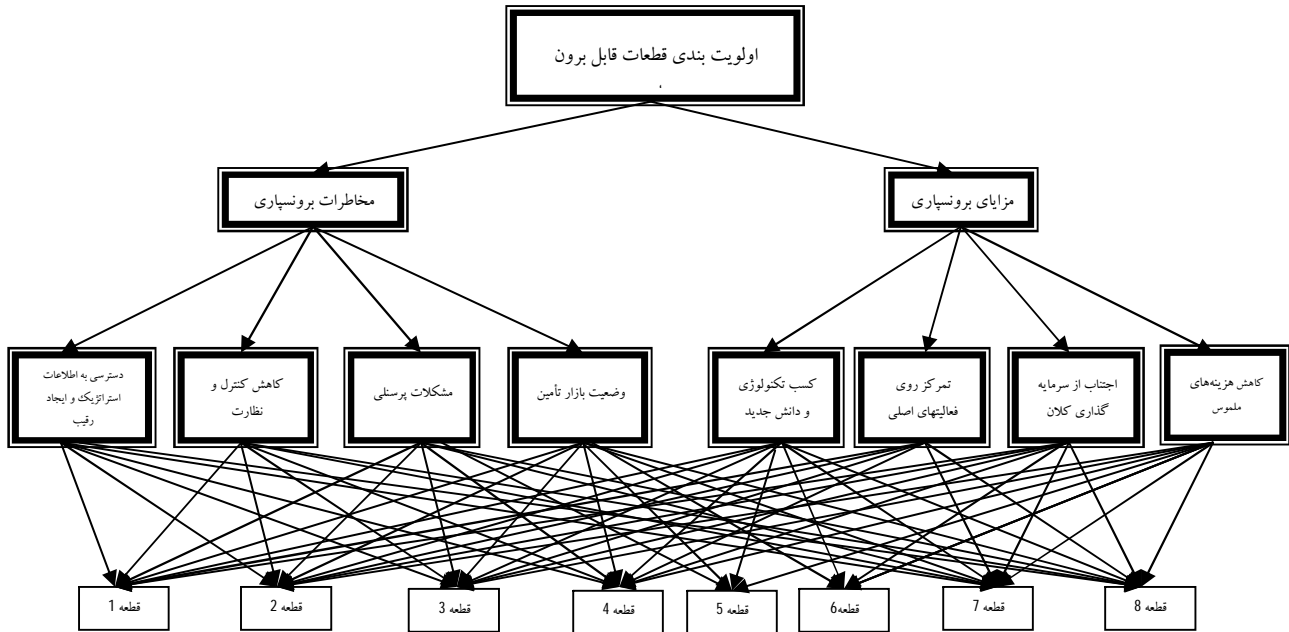 اولویت بندی قطعات قابل برون
مزایای برونسپاری
مخاطرات برونسپاری
کاهش هزینه‌های
ملموس
اجتناب از سرمایه
گذاری کلان
تمرکز روی
فعالیتهای اصلی
کسب تکنولوژی
و دانش جدید
وضعیت بازار تأمین
مشکلات پرسنلی
کاهش کنترل و
نظارت
دسترسی به اطلاعات
استراتژیک و ایجاد
رقیب
قطعه 8
قطعه 7
قطعه6
قطعه 5
قطعه 4
قطعه 3
قطعه 2
قطعه 1